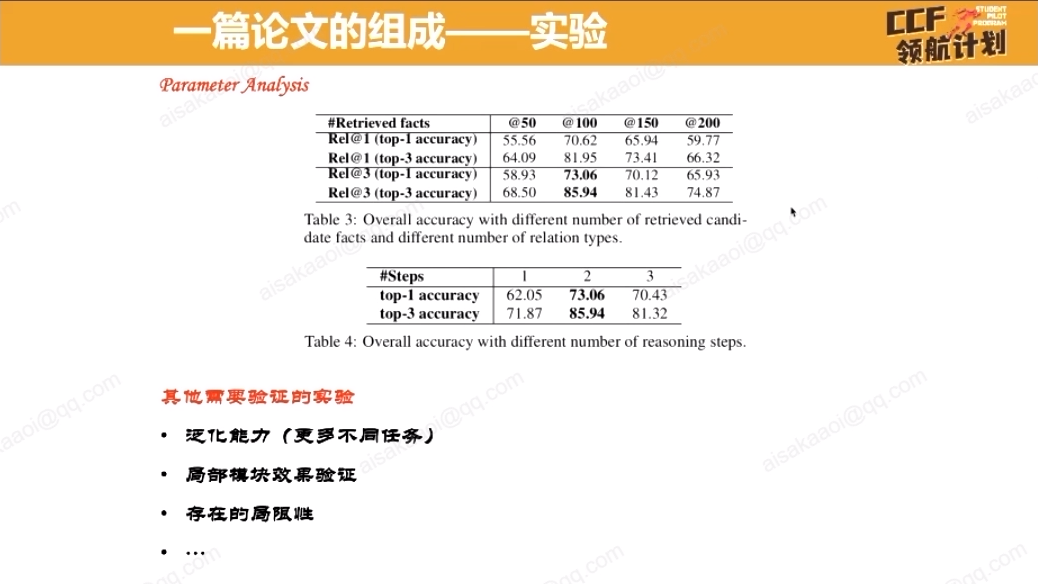 一篇论文的组成——实验
CCF
STUDENT
PILOT
PROGRAM
领航计划
Parameter Analysis
#Retrieved facts @50 @100 @150 @200
Rel@1 (top-1 accuracy) 55.56 70.62 65.94 59.77
Rel@1 (top-3 accuracy) 64.09 81.95 73.41 66.32
Rel@3 (top-1 accuracy) 58.93 73.06 70.12 65.93
Rel@3 (top-3 accuracy) 68.50 85.94 81.43 74.87
Table 3: Overall accuracy with different number of retrieved candi-
date facts and different number of relation types.
#Steps 1 2 3
top-1 accuracy 62.05 73.06 70.43
top-3 accuracy 71.87 85.94 81.32
Table 4: Overall accuracy with different number of reasoning steps.
其他需要验证的实验
• 泛化能力（更多不同任务）
• 局部模块效果验证
• 存在的局限性
• …
aisakaaoi@qq.com